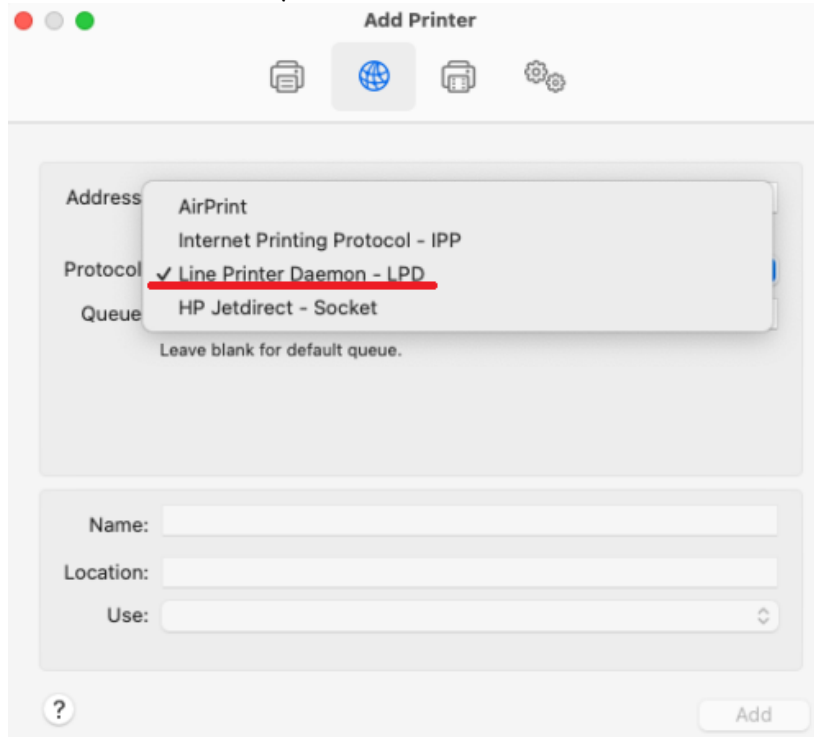 Add Printer
Address
AirPrint
Internet Printing Protocol - IPP
Protocol ✓ Line Printer Daemon - LPD
Queue HP Jetdirect - Socket
Leave blank for default queue.
Name:
Location:
Use:
?
Add